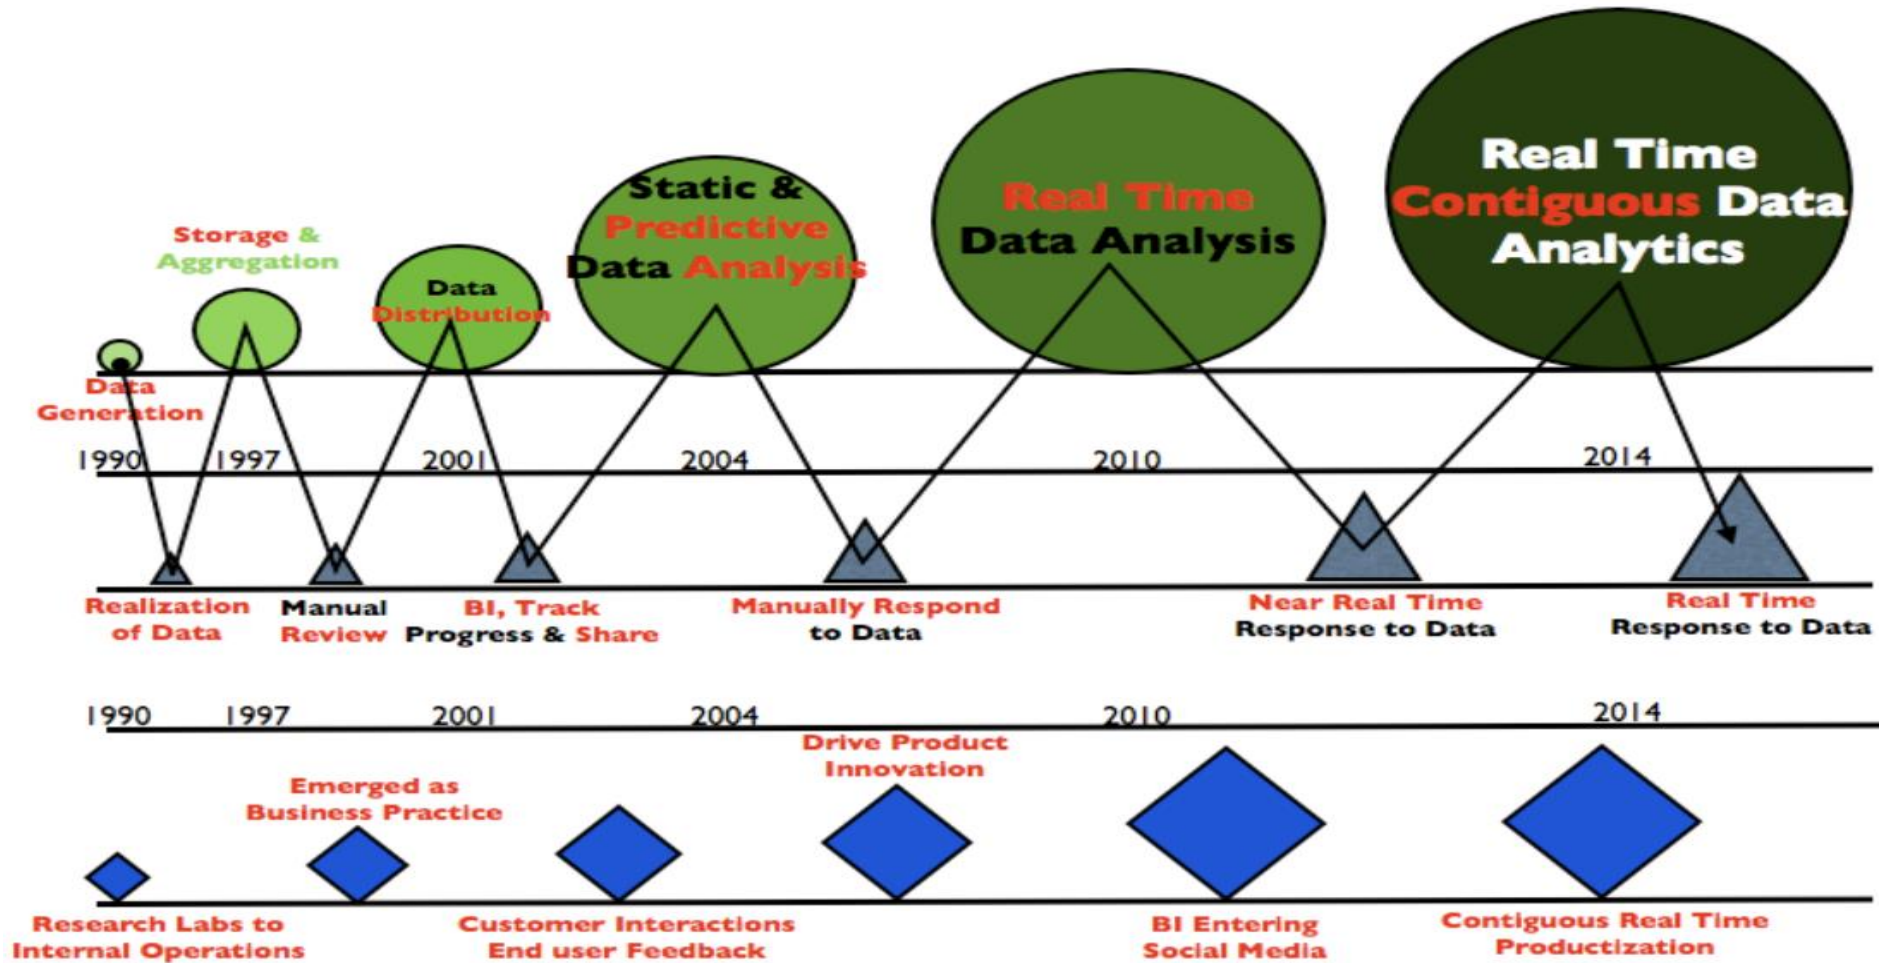 Real Time
Contiguous Data
Analytics
Static &
Predictive
Data Analysis
Real Time
Data Analysis
Storage &
Aggregation
Data
Distribution
Data
Generation
1990
1997
2001
2004
2010
2014
Realization
of Data
Manual
Review
BI, Track
Progress & Share
Manually Respond
to Data
Near Real Time
Response to Data
Real Time
Response to Data
1990
1997
2001
2004
2010
2014
Drive Product
Innovation
Emerged as
Business Practice
Research Labs to
Internal Operations
Customer Interactions
End user Feedback
BI Entering
Social Media
Contiguous Real Time
Productization